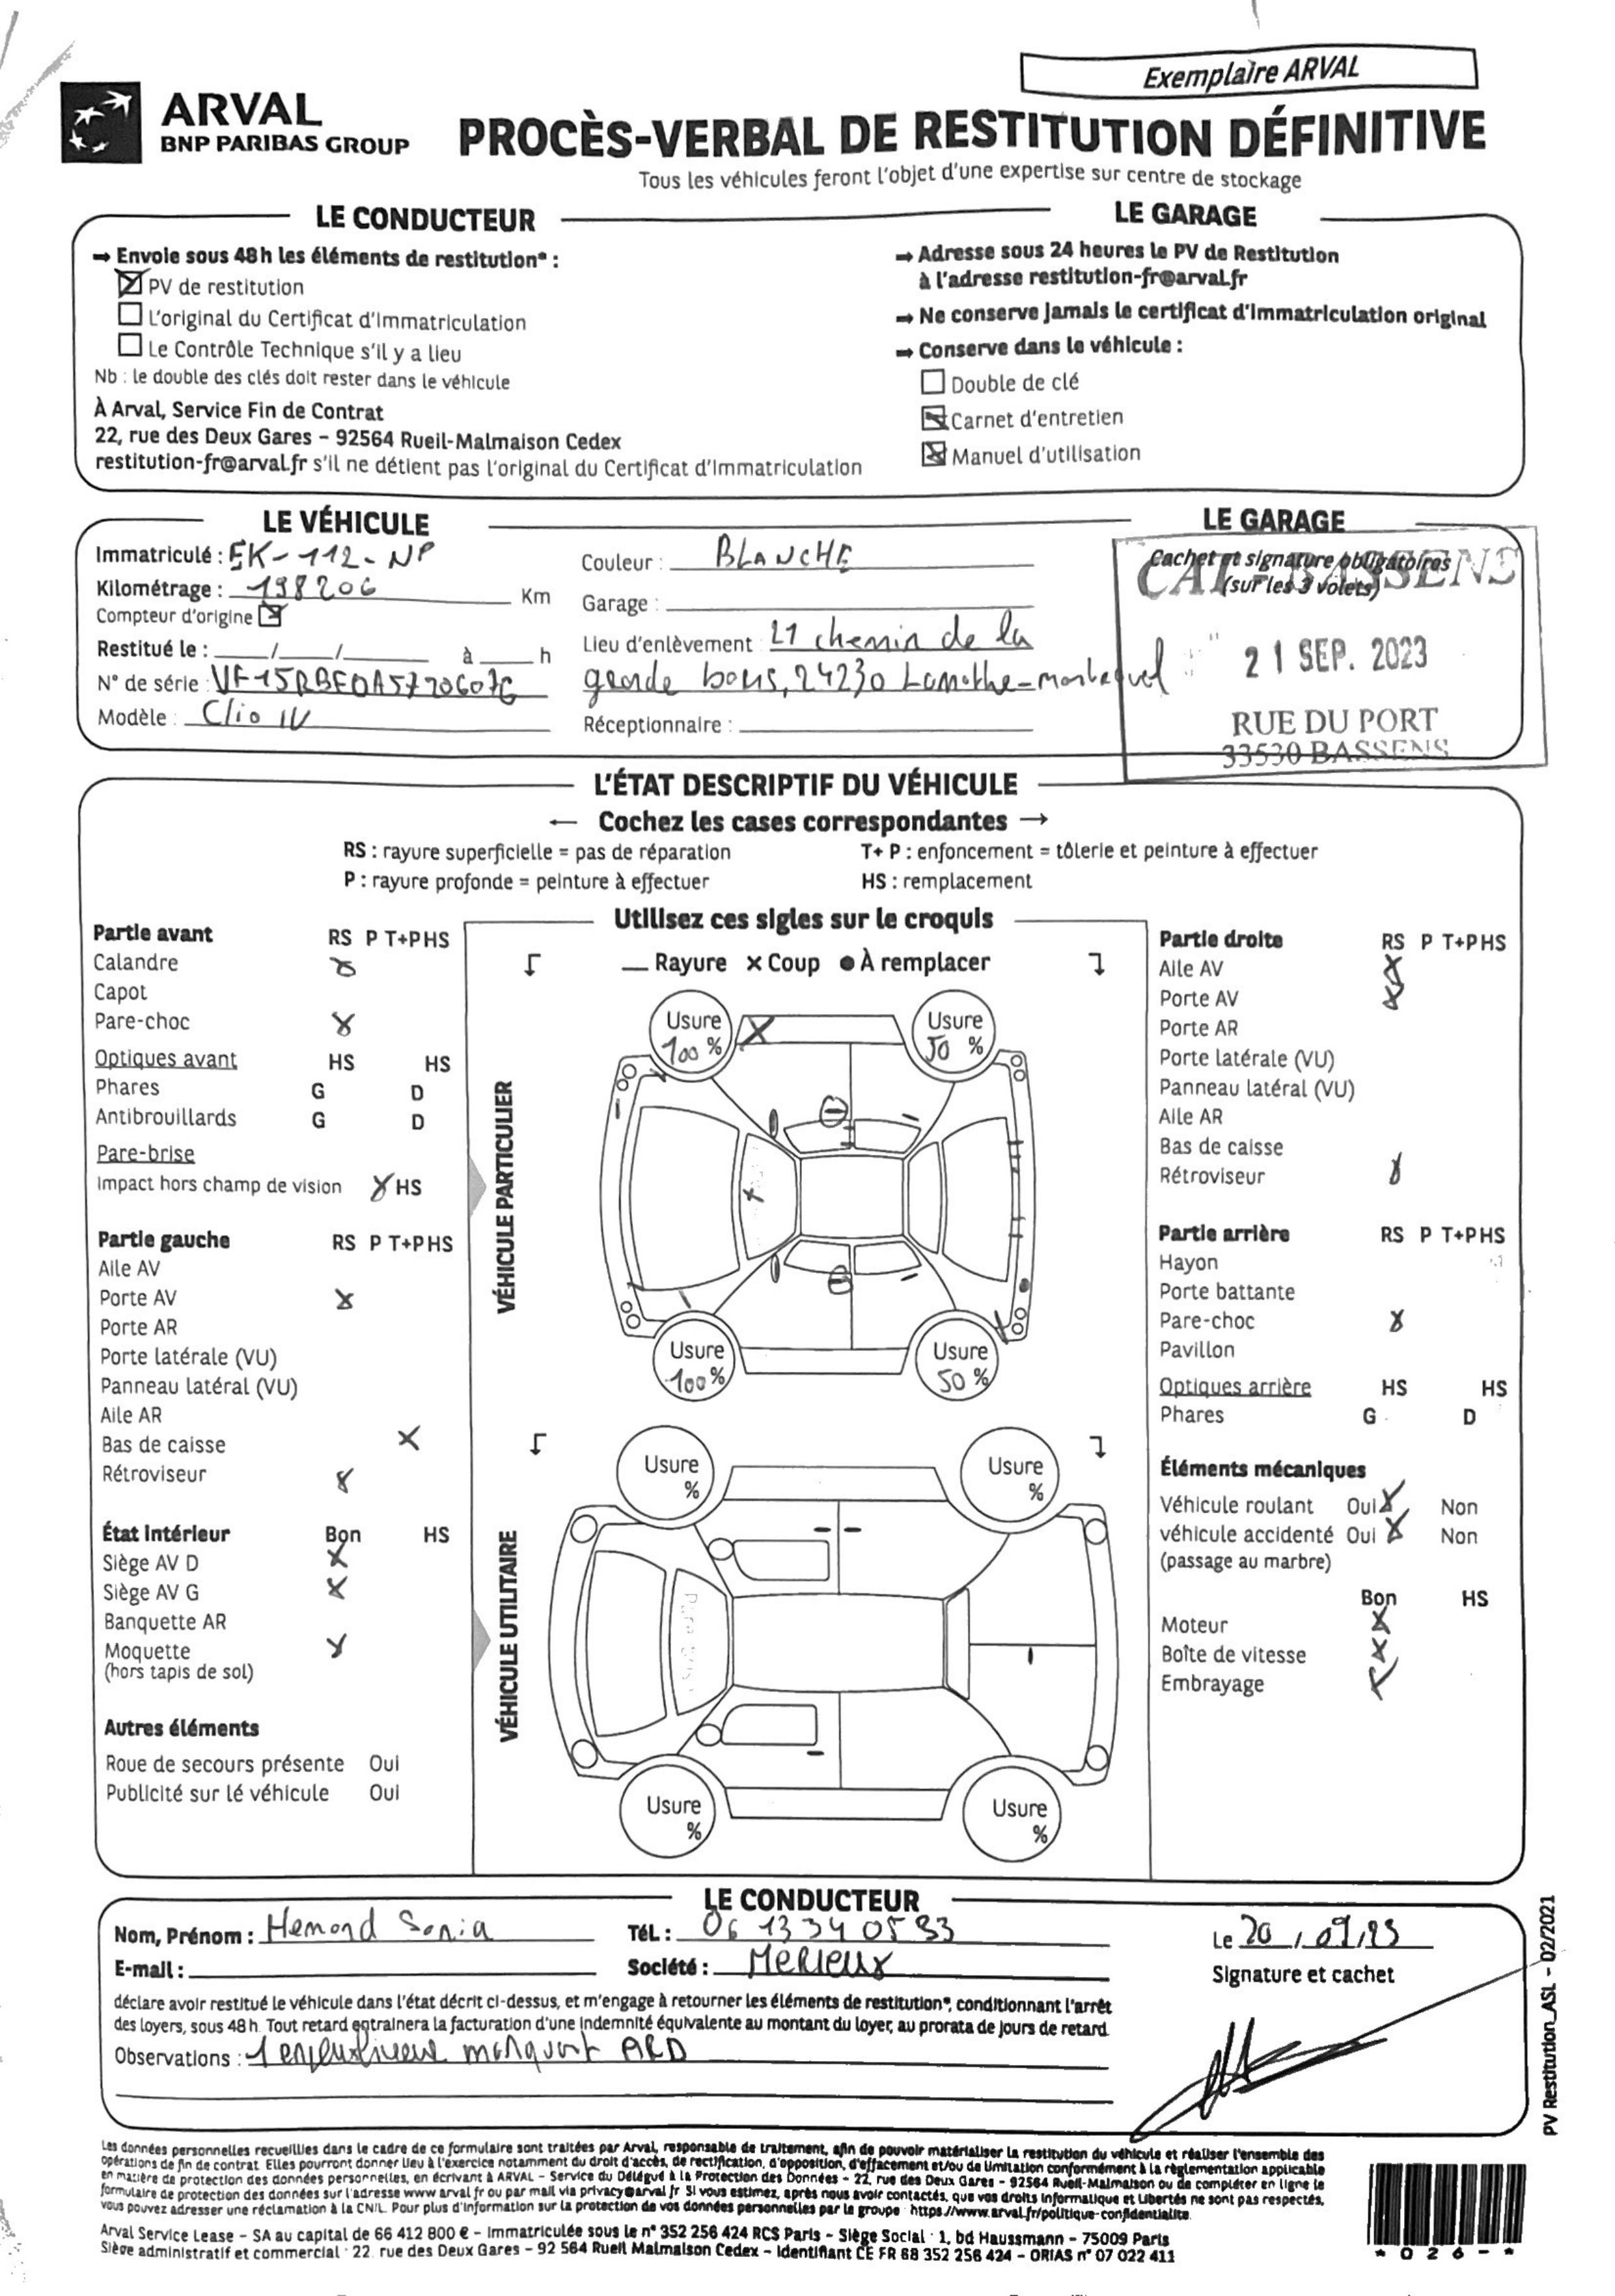 Exemplaire ARVAL
ARVAL
BNP PARIBAS GROUP
PROCÈS-VERBAL DE RESTITUTION DÉFINITIVE
Tous les véhicules feront l'objet d'une expertise sur centre de stockage
LE CONDUCTEUR
➡ Envoie sous 48h les éléments de restitution* :
☒ PV de restitution
☐ L'original du Certificat d'Immatriculation
☐ Le Contrôle Technique s'il y a lieu
Nb : le double des clés doit rester dans le véhicule
À Arval, Service Fin de Contrat
22, rue des Deux Gares – 92564 Rueil-Malmaison Cedex
restitution-fr@arval.fr s'il ne détient pas l'original du Certificat d'Immatriculation
LE GARAGE
➡ Adresse sous 24 heures le PV de Restitution
à l'adresse restitution-fr@arval.fr
➡ Ne conserve jamais le certificat d'immatriculation original
➡ Conserve dans le véhicule :
☐ Double de clé
☒ Carnet d'entretien
☒ Manuel d'utilisation
LE VÉHICULE
Immatriculé : EK-112-NP
Kilométrage : 198206 Km
Compteur d'origine ☒
Restitué le : / / à h
N° de série : VF15RBF0A57720607G
Modèle : Clio IV
Couleur : BLANCHE
Garage :
Lieu d'enlèvement : 21 chemin de la
grande bous, 24230 Lamothe-montravel
Réceptionnaire :
LE GARAGE
Cachet et signature obligatoires
(sur les 3 volets)
CAT - BASSENS
21 SEP. 2023
RUE DU PORT
33530 BASSENS
L'ÉTAT DESCRIPTIF DU VÉHICULE
← Cochez les cases correspondantes →
RS : rayure superficielle = pas de réparation
P : rayure profonde = peinture à effectuer
T+ P : enfoncement = tôlerie et peinture à effectuer
HS : remplacement
Partie avant RS P T+P HS
Calandre X
Capot
Pare-choc X
Optiques avant HS HS
Phares G D
Antibrouillards G D
Pare-brise
Impact hors champ de vision X HS
Partie gauche RS P T+P HS
Aile AV
Porte AV X
Porte AR
Porte latérale (VU)
Panneau latéral (VU)
Aile AR
Bas de caisse X
Rétroviseur X
État intérieur Bon HS
Siège AV D X
Siège AV G X
Banquette AR
Moquette X
(hors tapis de sol)
Autres éléments
Roue de secours présente Oui
Publicité sur lé véhicule Oui
Utilisez ces sigles sur le croquis
— Rayure × Coup ● À remplacer
VÉHICULE PARTICULIER
Usure 100 %
Usure 50 %
Usure 100 %
Usure 50 %
VÉHICULE UTILITAIRE
Usure %
Usure %
Usure %
Usure %
Partie droite RS P T+P HS
Aile AV X
Porte AV X
Porte AR
Porte latérale (VU)
Panneau latéral (VU)
Aile AR
Bas de caisse
Rétroviseur X
Partie arrière RS P T+P HS
Hayon
Porte battante
Pare-choc X
Pavillon
Optiques arrière HS HS
Phares G D
Éléments mécaniques
Véhicule roulant Oui X Non
véhicule accidenté Oui X Non
(passage au marbre)
Bon HS
Moteur X
Boîte de vitesse X
Embrayage X
LE CONDUCTEUR
Nom, Prénom : Hemond Sonia
Tél. : 06 13 34 05 93
E-mail :
Société : MERIEUX
Le 20 / 09 / 23
Signature et cachet
déclare avoir restitué le véhicule dans l'état décrit ci-dessus, et m'engage à retourner les éléments de restitution*, conditionnant l'arrêt
des loyers, sous 48h. Tout retard entraînera la facturation d'une indemnité équivalente au montant du loyer, au prorata de jours de retard.
Observations : 1 enjoliveur manquant ARD
PV Restitution_ASL - 02/2021
Les données personnelles recueillies dans le cadre de ce formulaire sont traitées par Arval, responsable de traitement, afin de pouvoir matérialiser la restitution du véhicule et réaliser l'ensemble des
opérations de fin de contrat. Elles pourront donner lieu à l'exercice notamment du droit d'accès, de rectification, d'opposition, d'effacement et/ou de limitation conformément à la règlementation applicable
en matière de protection des données personnelles, en écrivant à ARVAL – Service du Délégué à la Protection des Données – 22, rue des Deux Gares – 92564 Rueil-Malmaison ou de compléter en ligne le
formulaire de protection des données sur l'adresse www arval fr ou par mail via privacy@arval fr Si vous estimez, après nous avoir contactés, que vos droits Informatique et Libertés ne sont pas respectés,
vous pouvez adresser une réclamation à la CNIL. Pour plus d'information sur la protection de vos données personnelles par le groupe : https://www.arval.fr/politique-confidentialite.
Arval Service Lease – SA au capital de 66 412 800 € – Immatriculée sous le n° 352 256 424 RCS Paris – Siège Social : 1, bd Haussmann – 75009 Paris
Siège administratif et commercial : 22 rue des Deux Gares – 92 564 Rueil Malmaison Cedex – Identifiant CE FR 68 352 256 424 – ORIAS n° 07 022 411
* 0 2 6 - *